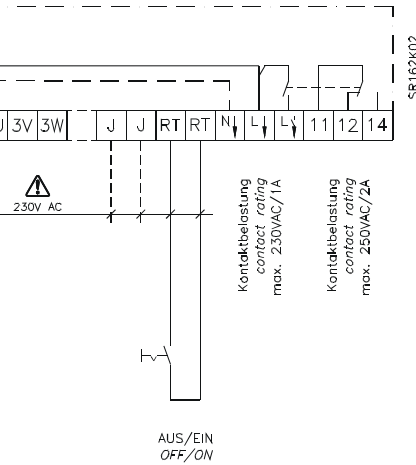 SR162K02
3V 3W J J RT RT N L L' 11 12 14
230V AC
Kontaktbelastung
contact rating
max. 230VAC/1A
Kontaktbelastung
contact rating
max. 250VAC/2A
AUS/EIN
OFF/ON